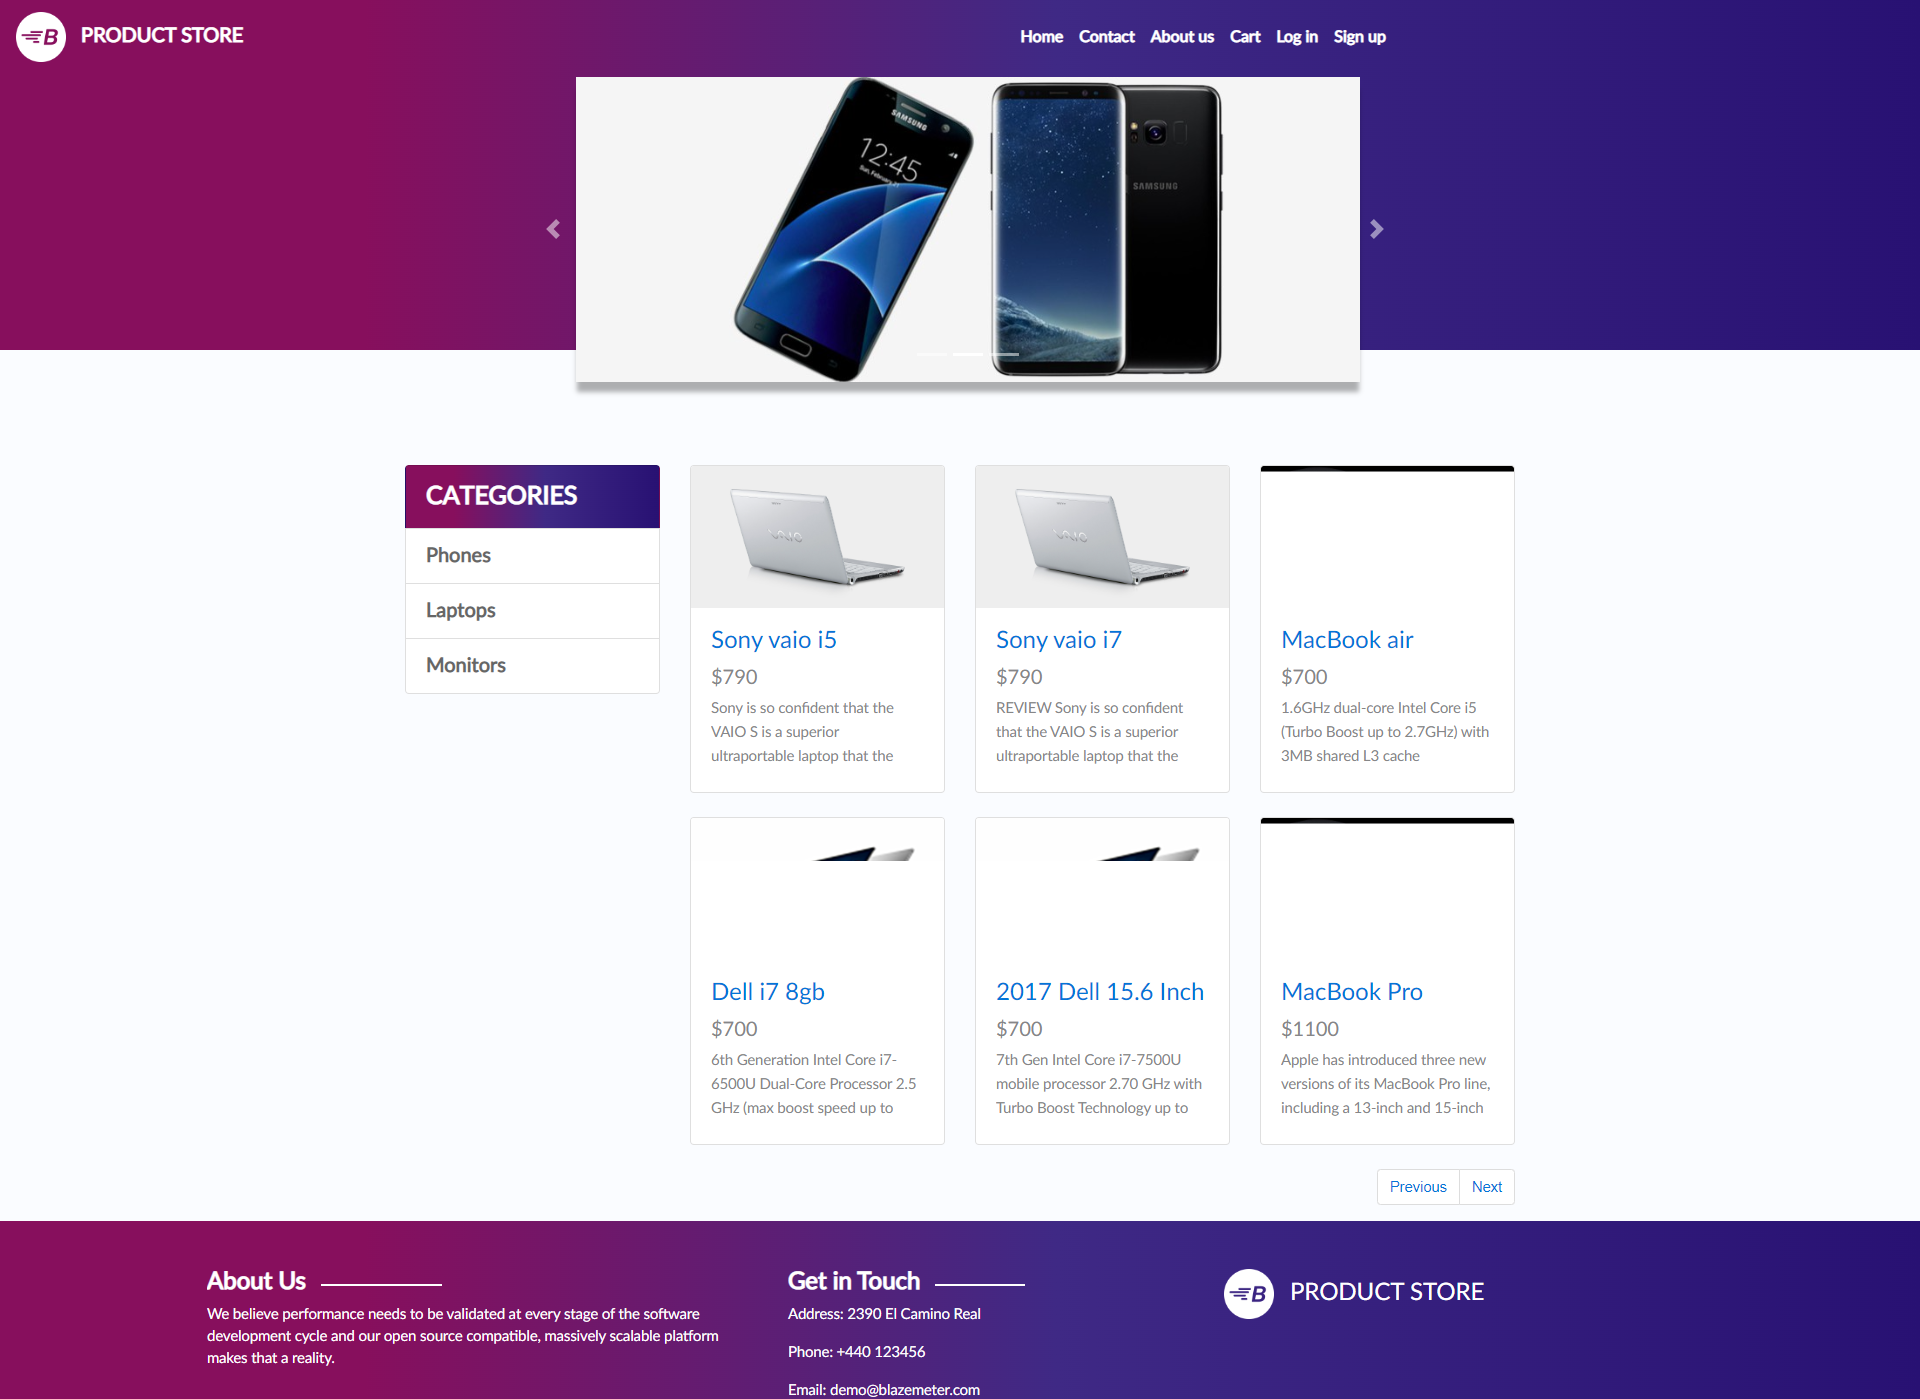 B PRODUCT STORE
Home Contact About us Cart Log in Sign up
SAMSUNG
12:45
Sun, February 21
SAMSUNG
CATEGORIES
Phones
Laptops
Monitors
VAIO
Sony vaio i5
$790
Sony is so confident that the
VAIO S is a superior
ultraportable laptop that the
VAIO
Sony vaio i7
$790
REVIEW Sony is so confident
that the VAIO S is a superior
ultraportable laptop that the
MacBook air
$700
1.6GHz dual-core Intel Core i5
(Turbo Boost up to 2.7GHz) with
3MB shared L3 cache
Dell i7 8gb
$700
6th Generation Intel Core i7-
6500U Dual-Core Processor 2.5
GHz (max boost speed up to
2017 Dell 15.6 Inch
$700
7th Gen Intel Core i7-7500U
mobile processor 2.70 GHz with
Turbo Boost Technology up to
MacBook Pro
$1100
Apple has introduced three new
versions of its MacBook Pro line,
including a 13-inch and 15-inch
Previous Next
About Us
We believe performance needs to be validated at every stage of the software
development cycle and our open source compatible, massively scalable platform
makes that a reality.
Get in Touch
Address: 2390 El Camino Real
Phone: +440 123456
Email: demo@blazemeter.com
B PRODUCT STORE